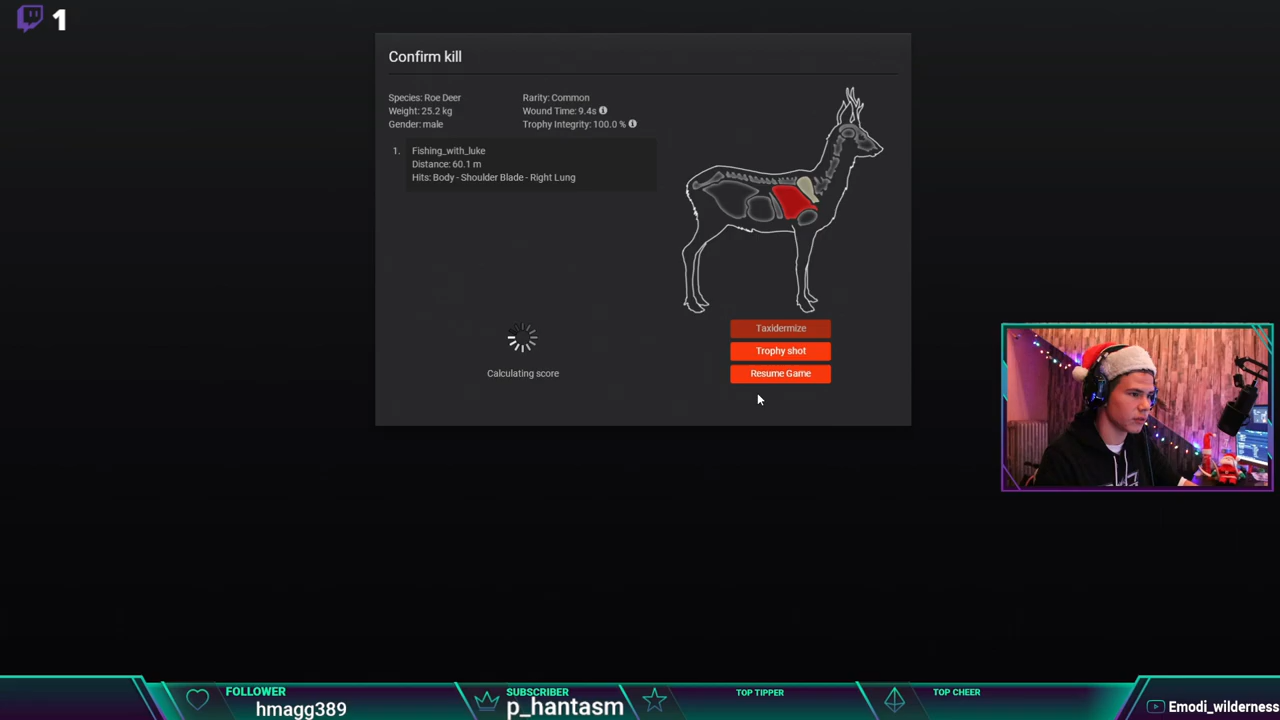 1
Confirm kill
Species: Roe Deer
Weight: 25.2 kg
Gender: male
Rarity: Common
Wound Time: 9.4s
Trophy Integrity: 100.0 %
1. Fishing_with_luke
Distance: 60.1 m
Hits: Body - Shoulder Blade - Right Lung
Calculating score
Taxidermize
Trophy shot
Resume Game
FOLLOWER
hmagg389
SUBSCRIBER
p_hantasm
TOP TIPPER
TOP CHEER
Emodi_wilderness